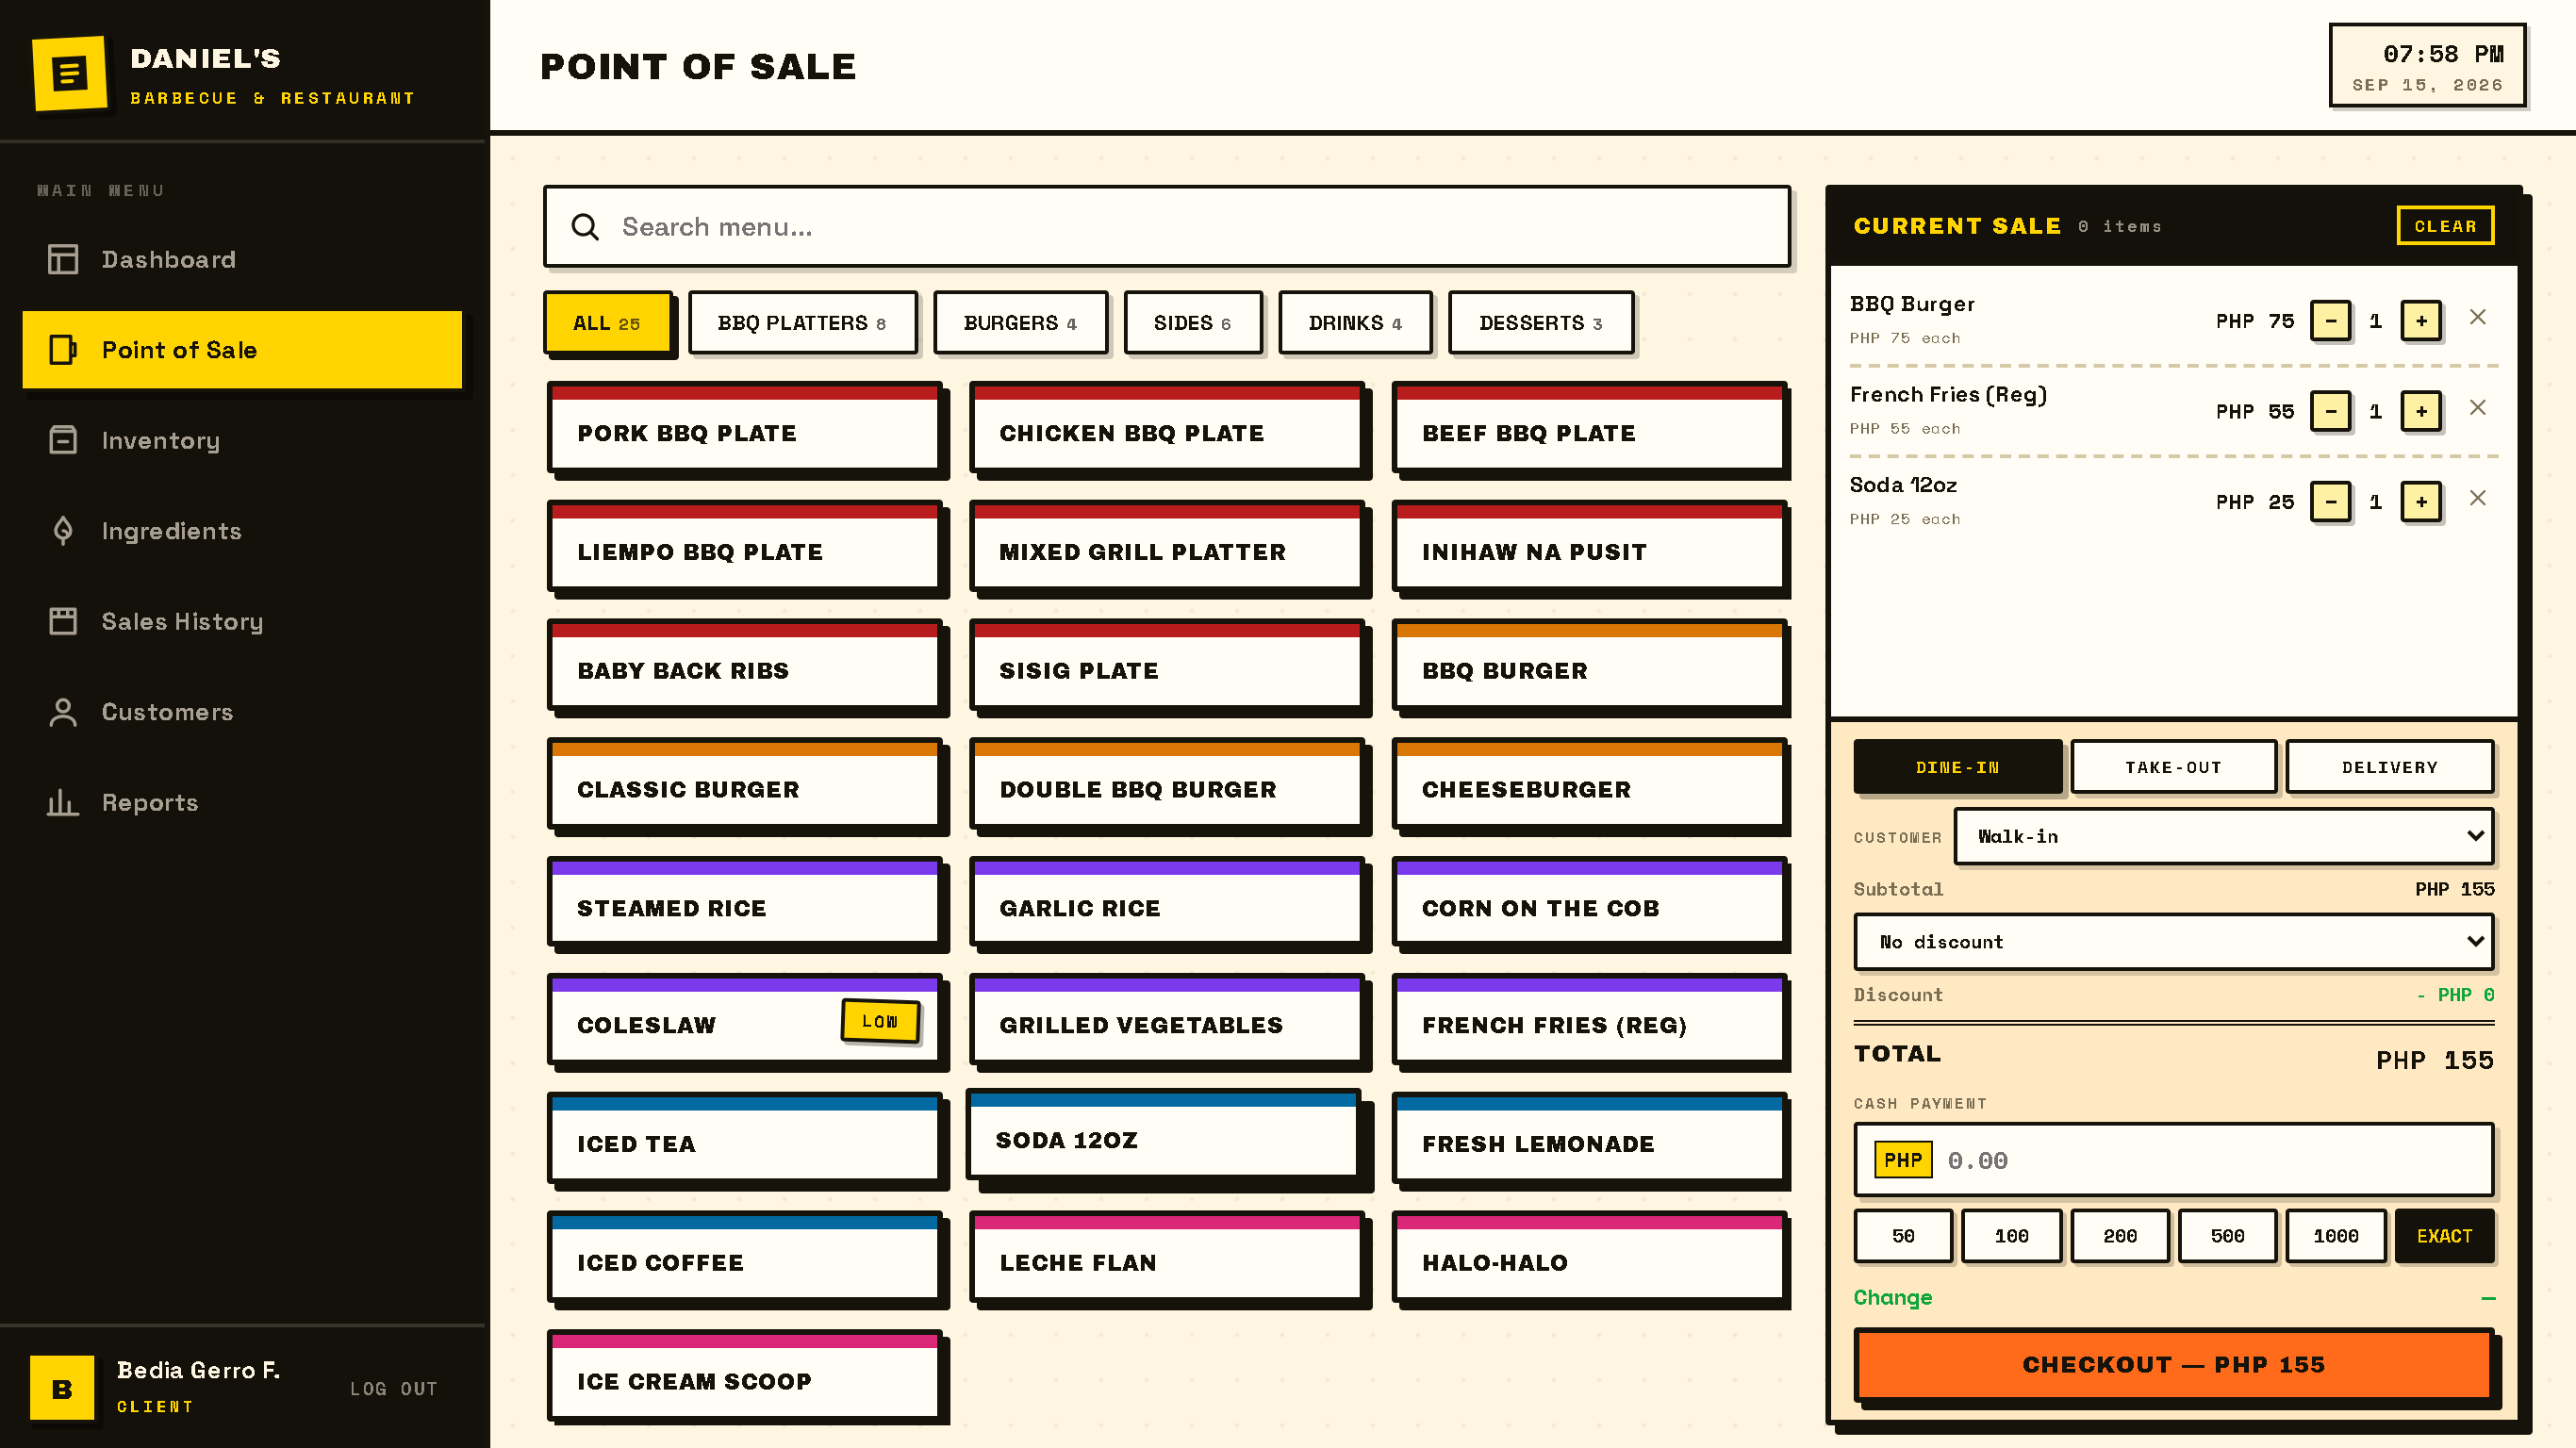 DANIEL'S
BARBECUE & RESTAURANT
MAIN MENU
Dashboard
Point of Sale
Inventory
Ingredients
Sales History
Customers
Reports
B
Bedia Gerro F.
CLIENT
LOG OUT
POINT OF SALE
07:58 PM
SEP 15, 2026
Search menu...
ALL 25
BBQ PLATTERS 8
BURGERS 4
SIDES 6
DRINKS 4
DESSERTS 3
PORK BBQ PLATE
CHICKEN BBQ PLATE
BEEF BBQ PLATE
LIEMPO BBQ PLATE
MIXED GRILL PLATTER
INIHAW NA PUSIT
BABY BACK RIBS
SISIG PLATE
BBQ BURGER
CLASSIC BURGER
DOUBLE BBQ BURGER
CHEESEBURGER
STEAMED RICE
GARLIC RICE
CORN ON THE COB
COLESLAW
LOW
GRILLED VEGETABLES
FRENCH FRIES (REG)
ICED TEA
SODA 12OZ
FRESH LEMONADE
ICED COFFEE
LECHE FLAN
HALO-HALO
ICE CREAM SCOOP
CURRENT SALE 0 items
CLEAR
BBQ Burger
PHP 75 each
PHP 75 − 1 + ×
French Fries (Reg)
PHP 55 each
PHP 55 − 1 + ×
Soda 12oz
PHP 25 each
PHP 25 − 1 + ×
DINE-IN
TAKE-OUT
DELIVERY
CUSTOMER Walk-in
Subtotal PHP 155
No discount
Discount - PHP 0
TOTAL PHP 155
CASH PAYMENT
PHP 0.00
50
100
200
500
1000
EXACT
Change —
CHECKOUT — PHP 155